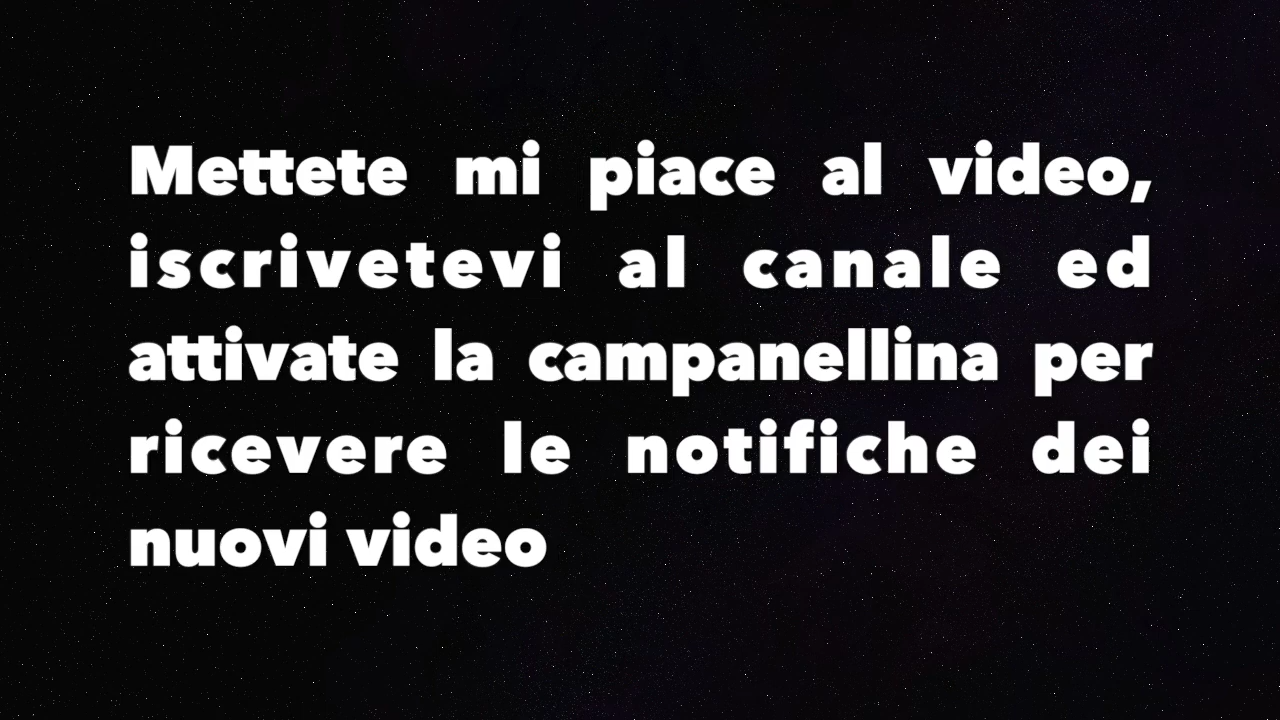 Mettete mi piace al video,
iscrivetevi al canale ed
attivate la campanellina per
ricevere le notifiche dei
nuovi video